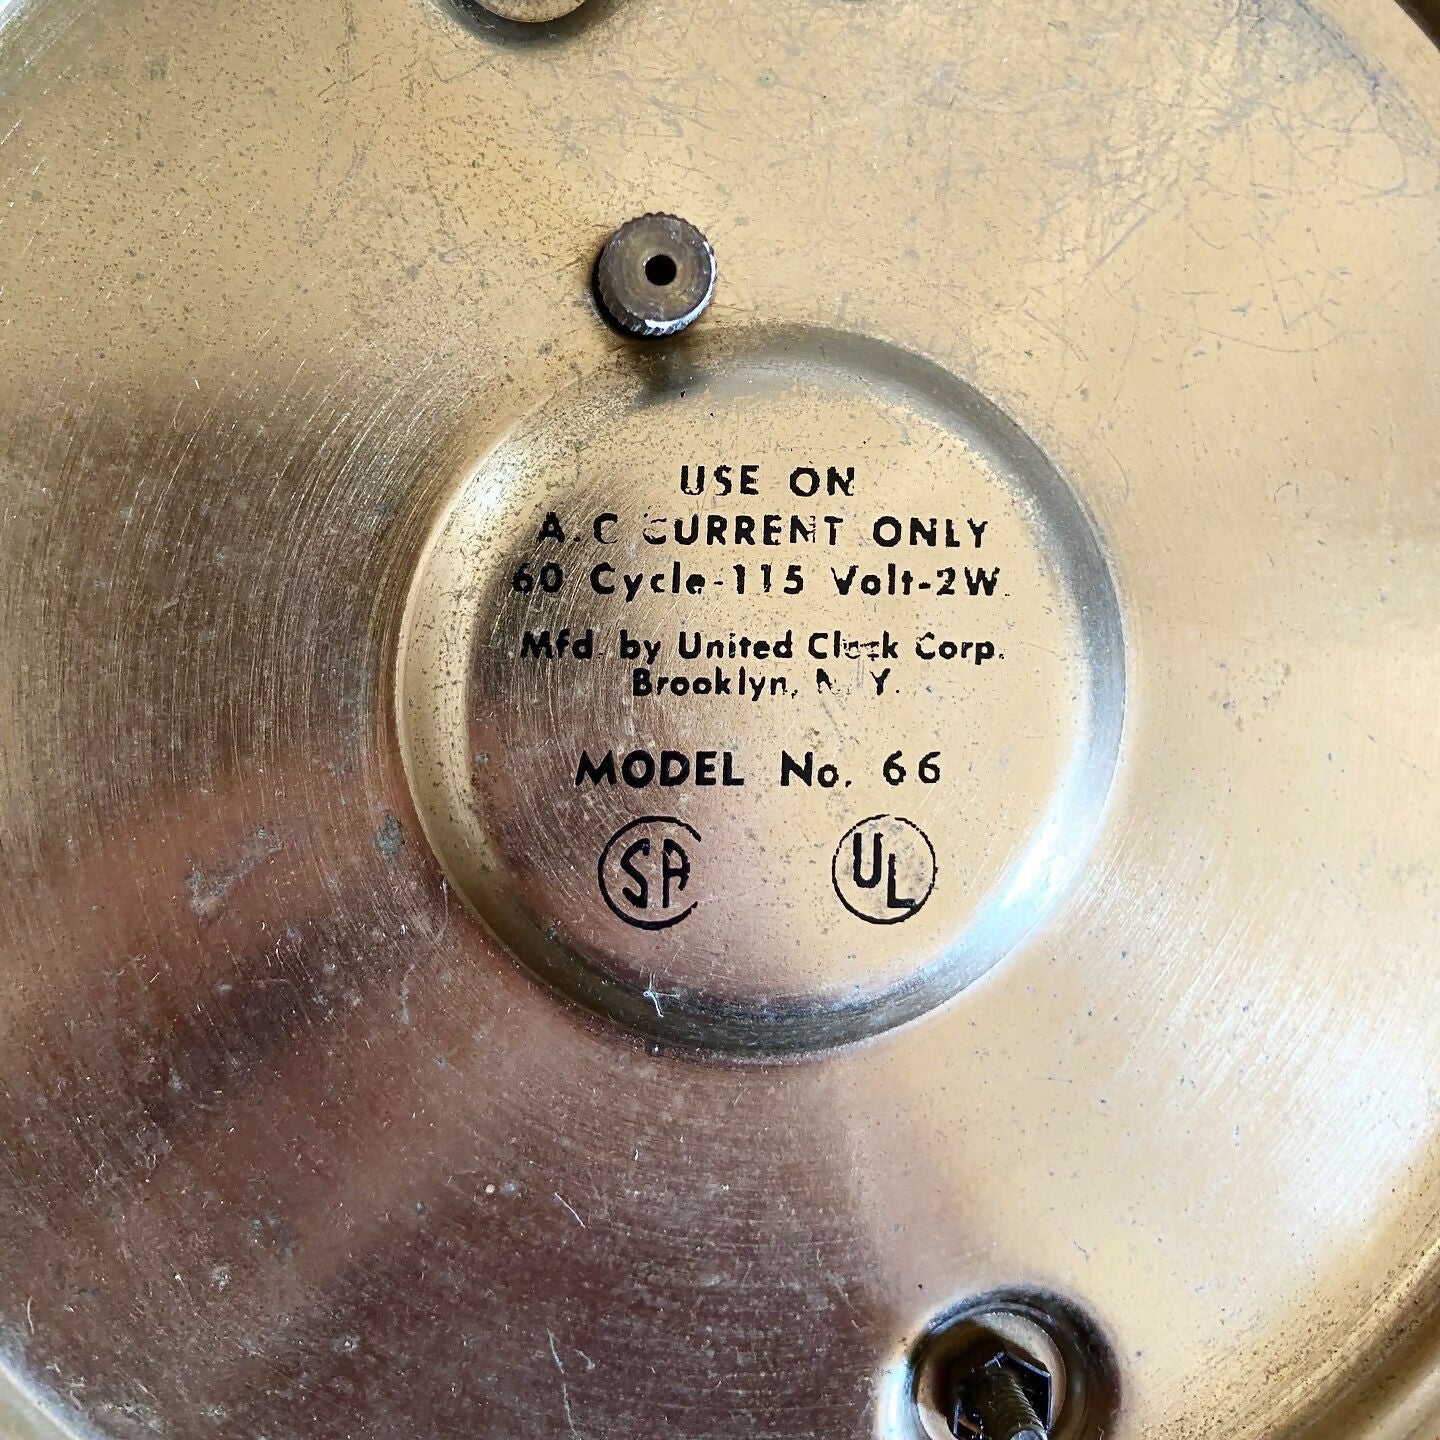 USE ON
A.C CURRENT ONLY
60 Cycle-115 Volt-2W.
Mfd. by United Clock Corp.
Brooklyn, N.Y.
MODEL No. 66
SA
UL